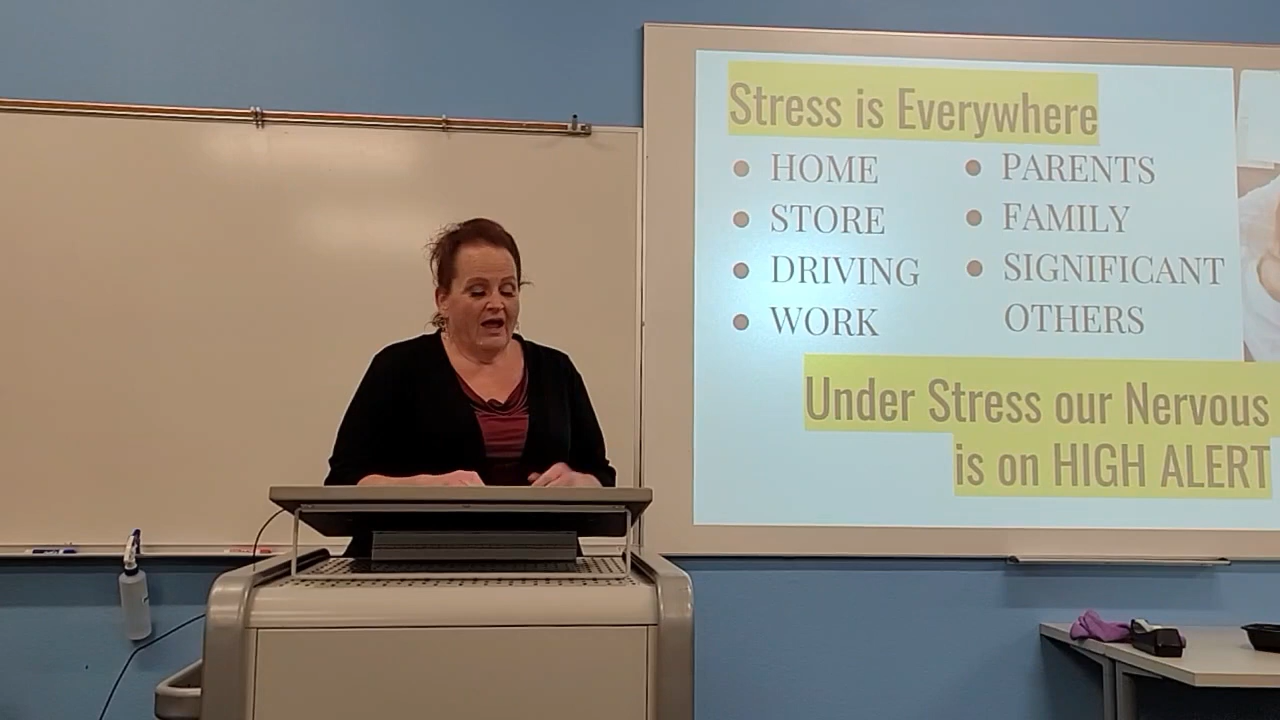 Stress is Everywhere
● HOME
● STORE
● DRIVING
● WORK
● PARENTS
● FAMILY
● SIGNIFICANT
OTHERS
Under Stress our Nervous
is on HIGH ALERT